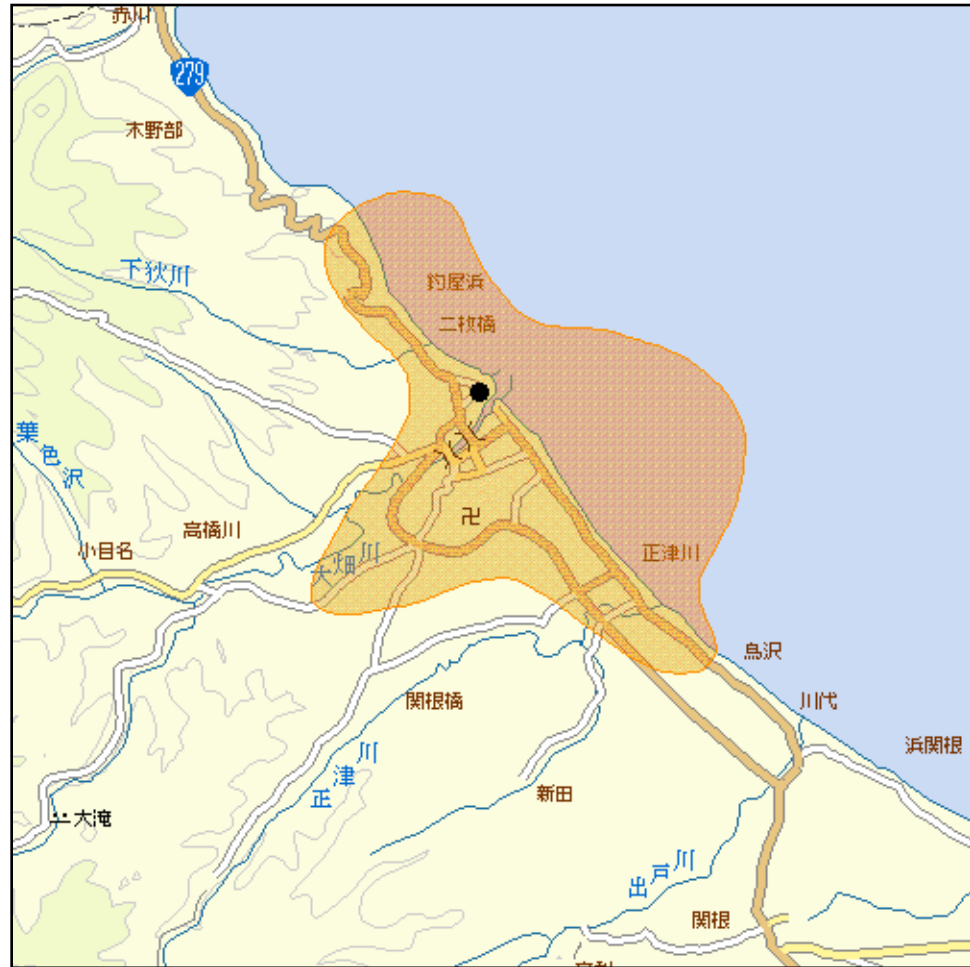 赤川
279
木野部
下狄川
釣屋浜
二枚橋
葉色沢
高橋川
小目名
大畑川
正津川
鳥沢
川代
浜関根
関根橋
正津川
新田
大滝
出戸川
関根